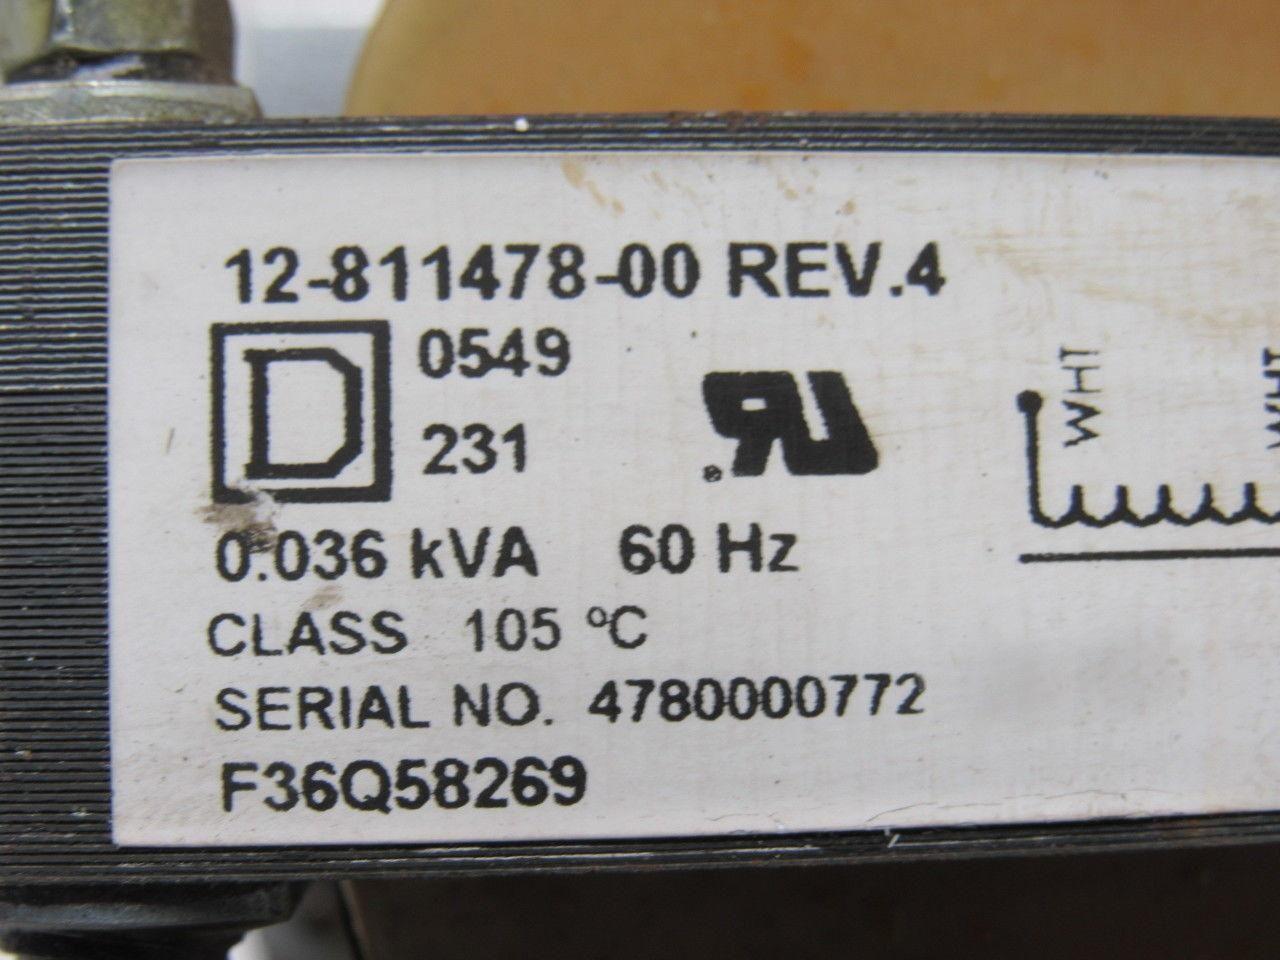 12-811478-00 REV.4
D 0549
231
RU ®
0.036 kVA 60 Hz
CLASS 105 °C
SERIAL NO. 4780000772
F36Q58269
WHT
WHT